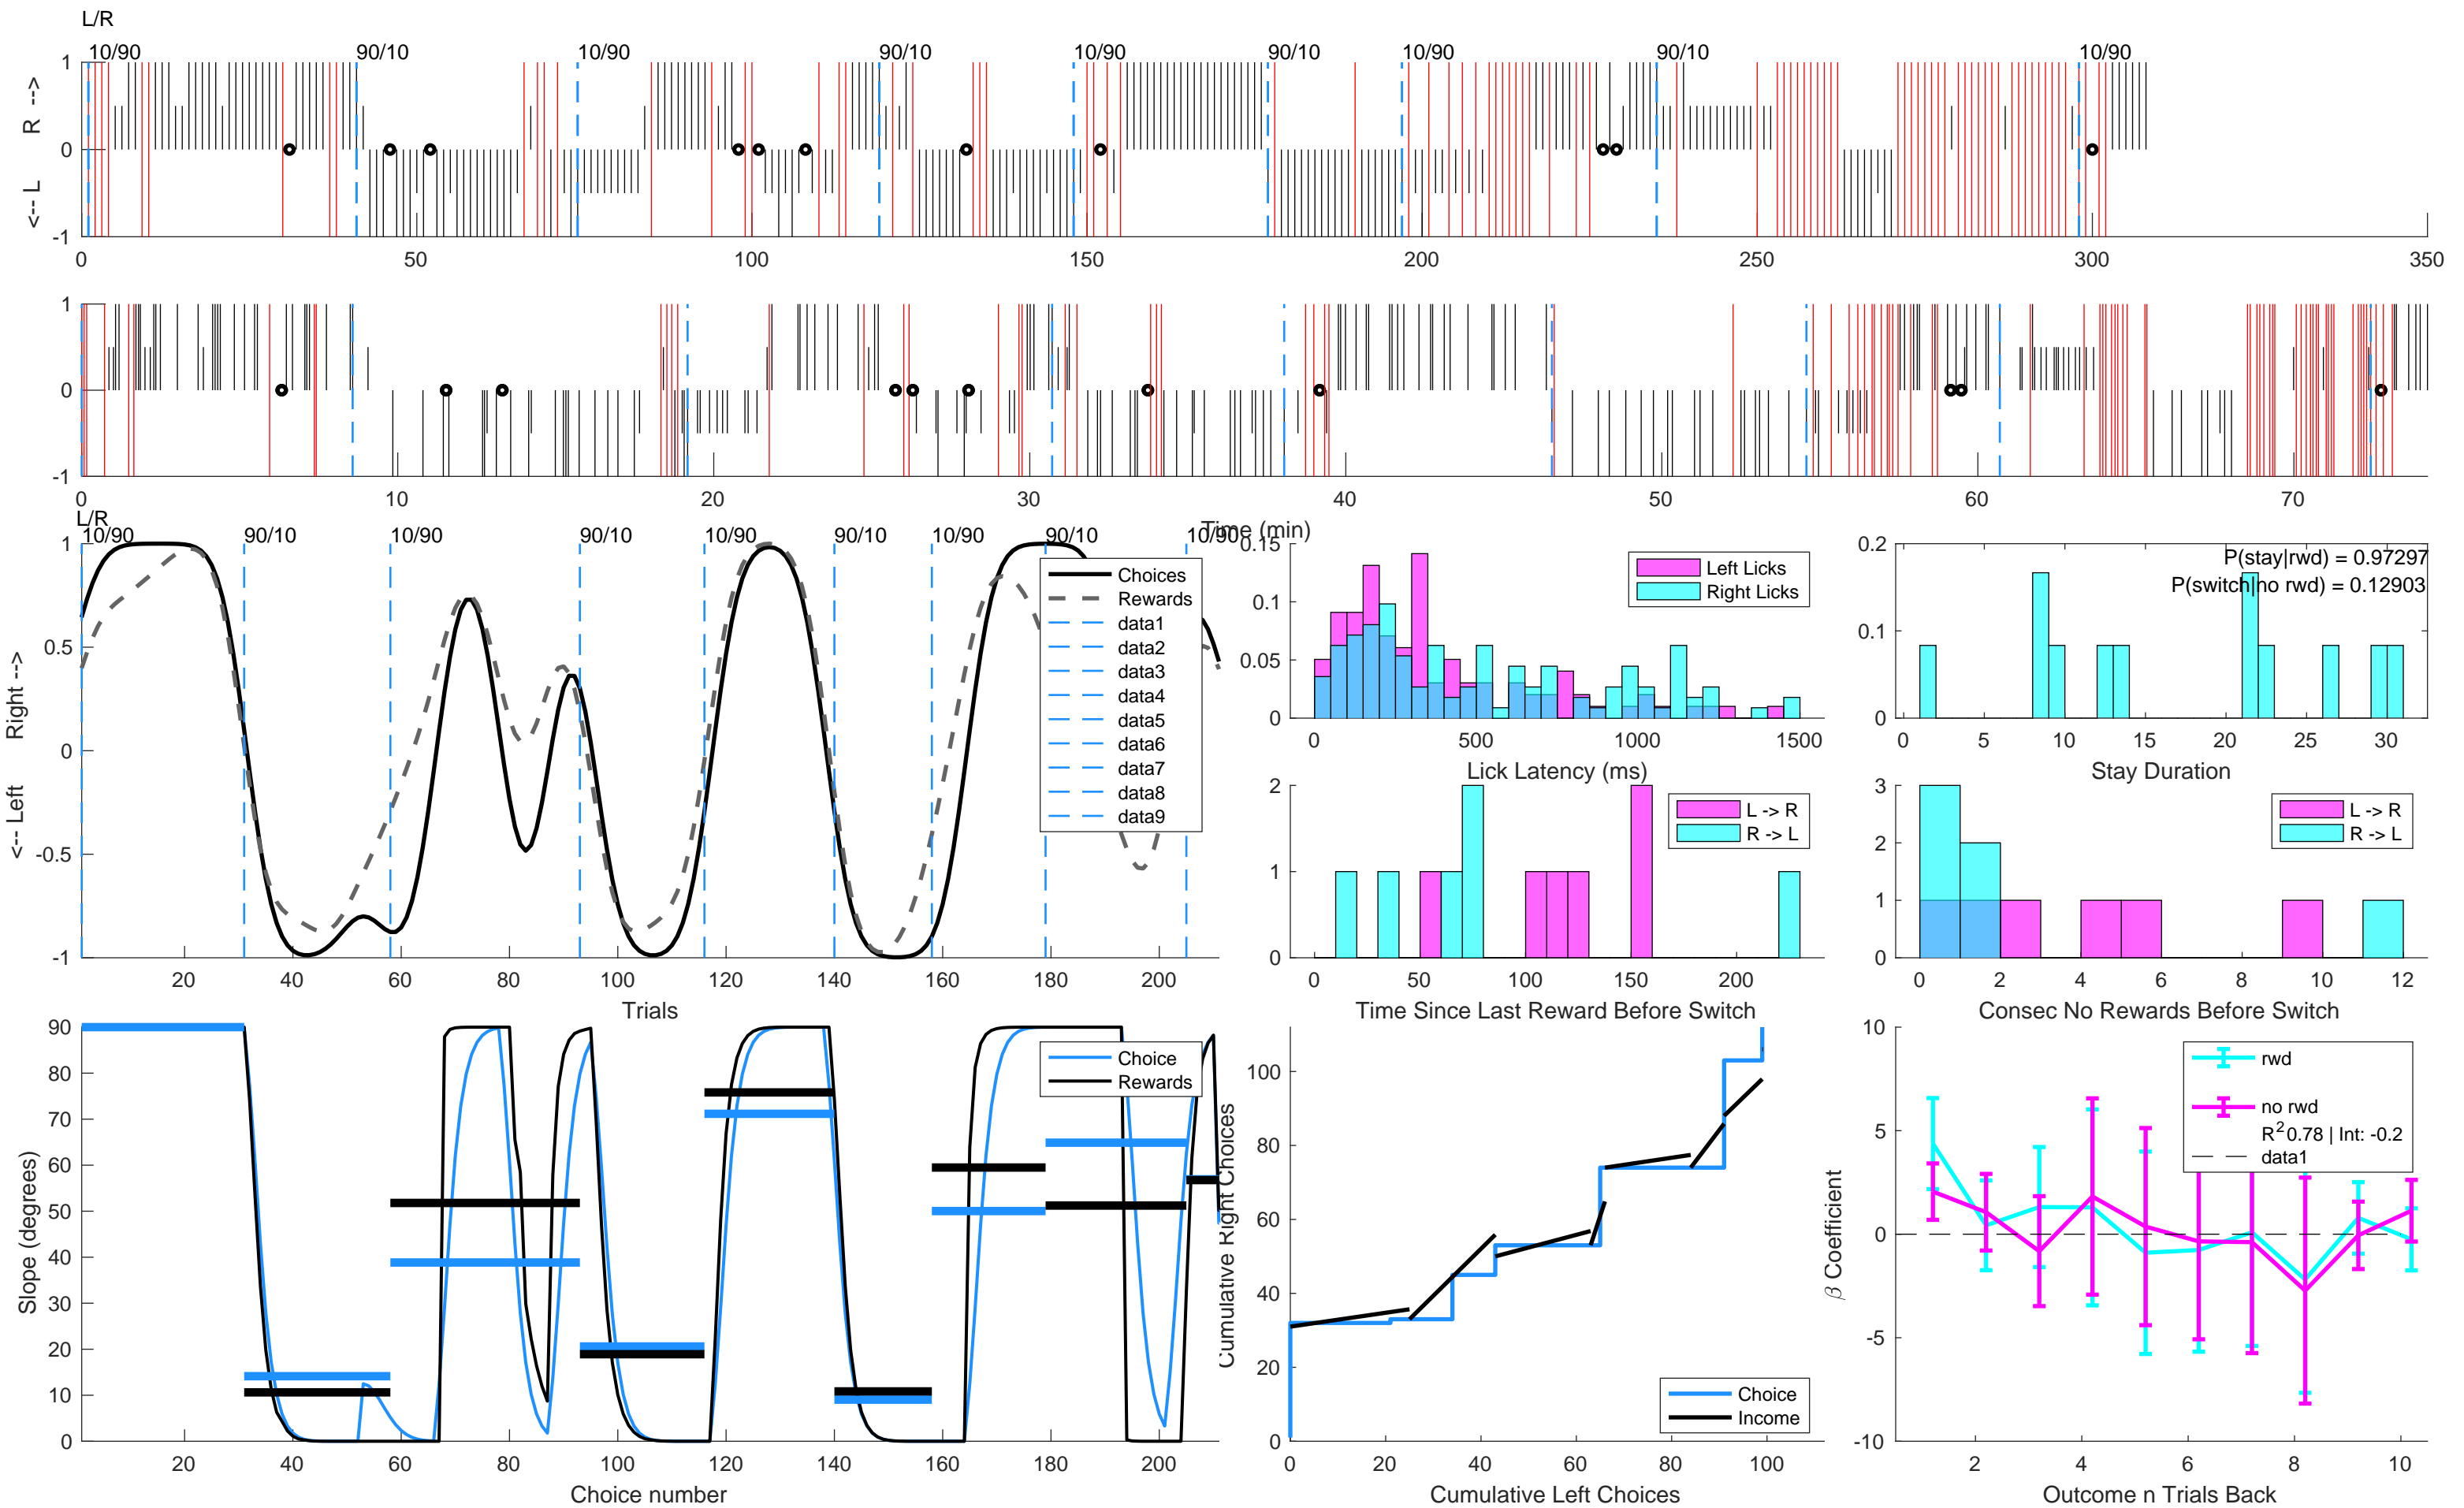 L/R
10/90 90/10 10/90 90/10 10/90 90/10 10/90 90/10 10/90
1
0
-1
<-- L R -->
0 50 100 150 200 250 300 350
1
0
-1
0 10 20 30 40 50 60 70
Time (min)
L/R
10/90 90/10 10/90 90/10 10/90 90/10 10/90 90/10 10/90
1
0.5
0
-0.5
-1
<-- Left Right -->
Choices
Rewards
data1
data2
data3
data4
data5
data6
data7
data8
data9
20 40 60 80 100 120 140 160 180 200
Trials
0.15
0.1
0.05
0
Left Licks
Right Licks
0 500 1000 1500
Lick Latency (ms)
0.2
0.1
0
P(stay|rwd) = 0.97297
P(switch|no rwd) = 0.12903
0 5 10 15 20 25 30
Stay Duration
2
1
0
L -> R
R -> L
0 50 100 150 200
Time Since Last Reward Before Switch
3
2
1
0
L -> R
R -> L
0 2 4 6 8 10 12
Consec No Rewards Before Switch
90
80
70
60
50
40
30
20
10
0
Slope (degrees)
Choice
Rewards
20 40 60 80 100 120 140 160 180 200
Choice number
100
80
60
40
20
0
Cumulative Right Choices
Choice
Income
0 20 40 60 80 100
Cumulative Left Choices
10
5
0
-5
-10
β Coefficient
rwd
no rwd
R² 0.78 | Int: -0.2
data1
2 4 6 8 10
Outcome n Trials Back